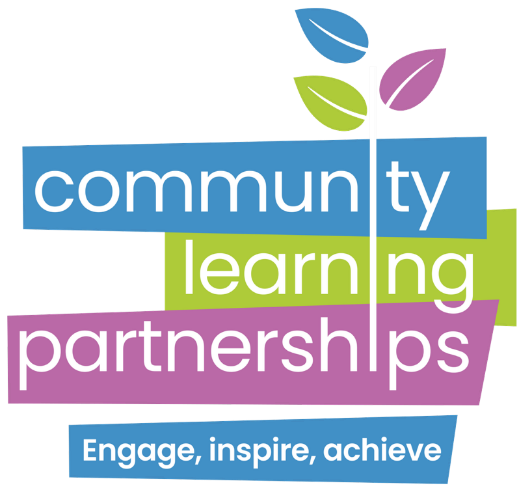 community
learning
partnerships
Engage, inspire, achieve